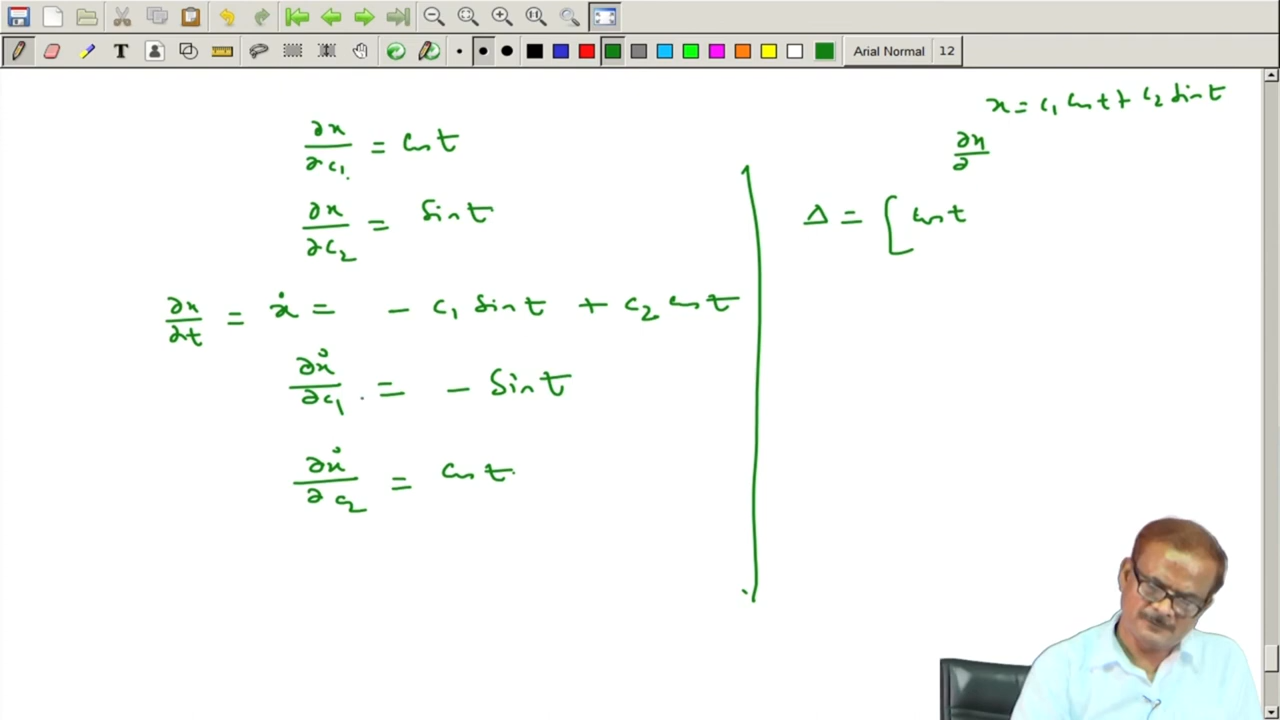 Arial Normal 12
x = c₁ cos t + c₂ sin t
∂x/∂c₁ = cos t
∂x/∂c₂ = sin t
∂x/∂t = ẋ = - c₁ sin t + c₂ cos t
∂ẋ/∂c₁ = - sin t
∂ẋ/∂c₂ = cos t
∂x/∂
Δ = [ cos t